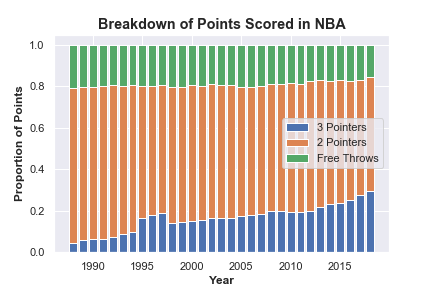 Breakdown of Points Scored in NBA
1.0
0.8
0.6
0.4
0.2
0.0
Proportion of Points
3 Pointers
2 Pointers
Free Throws
1990 1995 2000 2005 2010 2015
Year